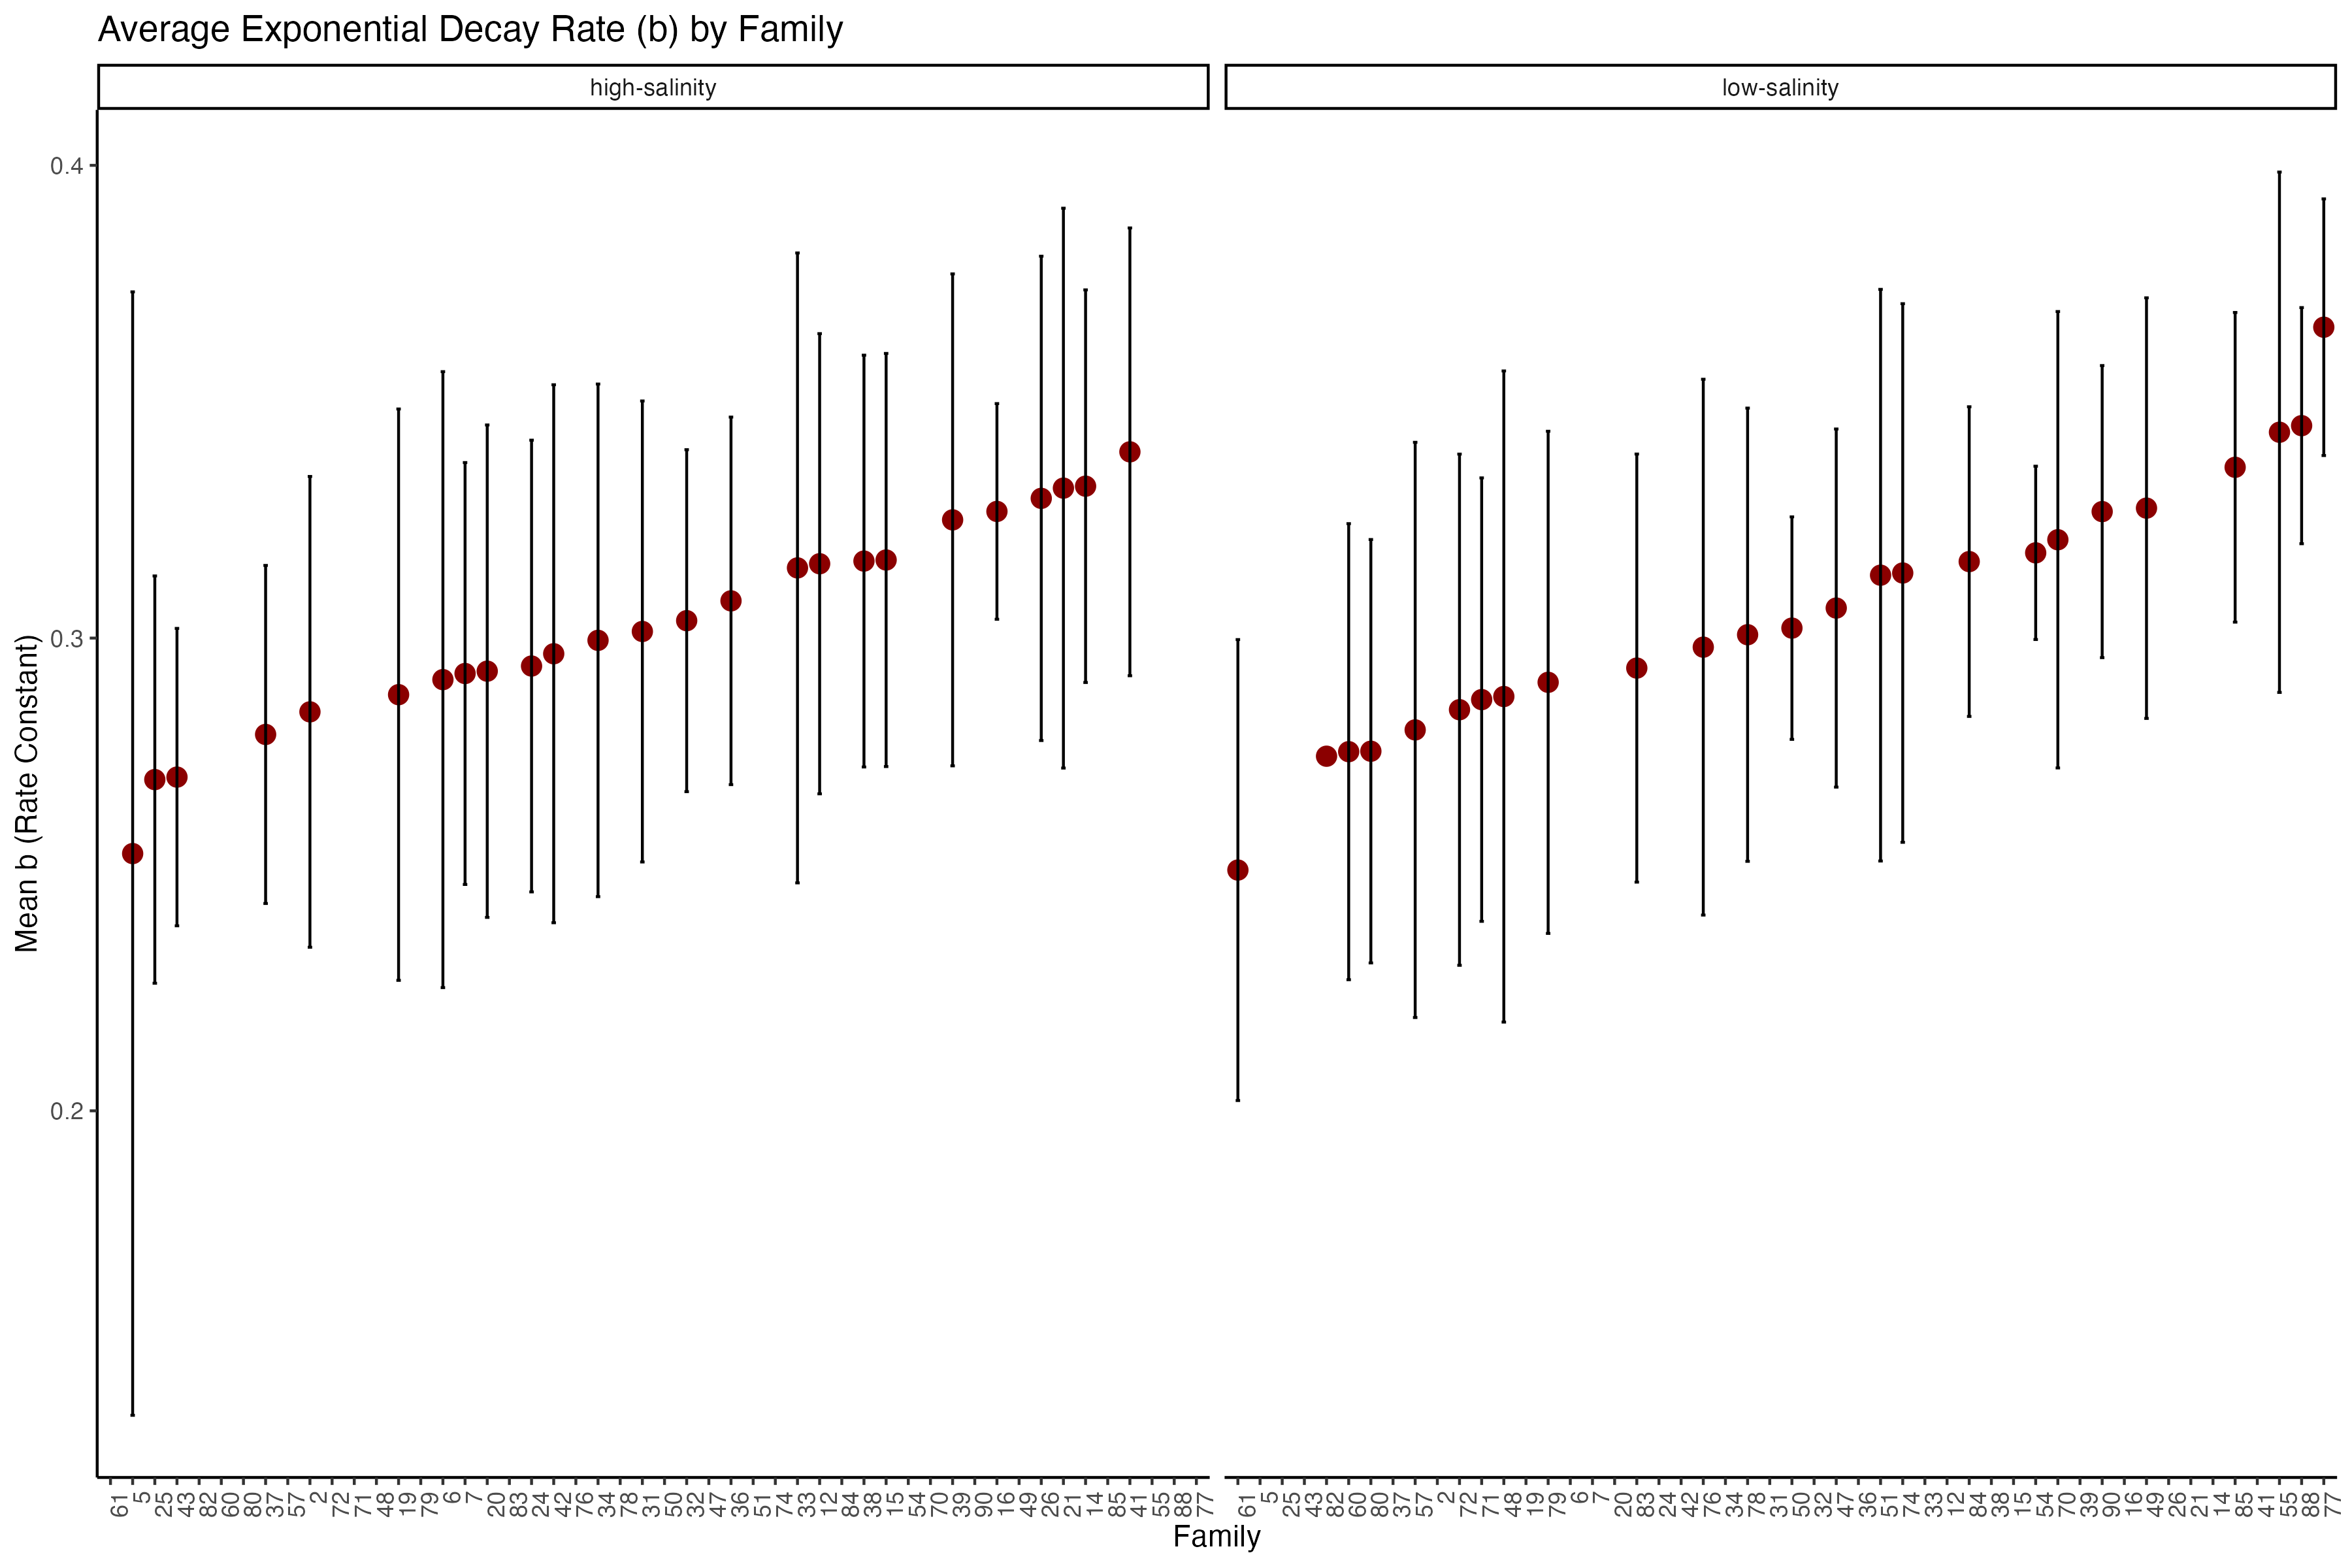 Average Exponential Decay Rate (b) by Family
high-salinity
low-salinity
0.4
0.3
0.2
Mean b (Rate Constant)
61 5 25 43 82 60 80 37 57 2 72 71 48 19 79 6 7 20 83 24 42 76 34 78 31 50 32 47 36 51 74 33 12 84 38 15 54 70 39 90 16 49 26 21 14 85 41 55 88 77
61 5 25 43 82 60 80 37 57 2 72 71 48 19 79 6 7 20 83 24 42 76 34 78 31 50 32 47 36 51 74 33 12 84 38 15 54 70 39 90 16 49 26 21 14 85 41 55 88 77
Family